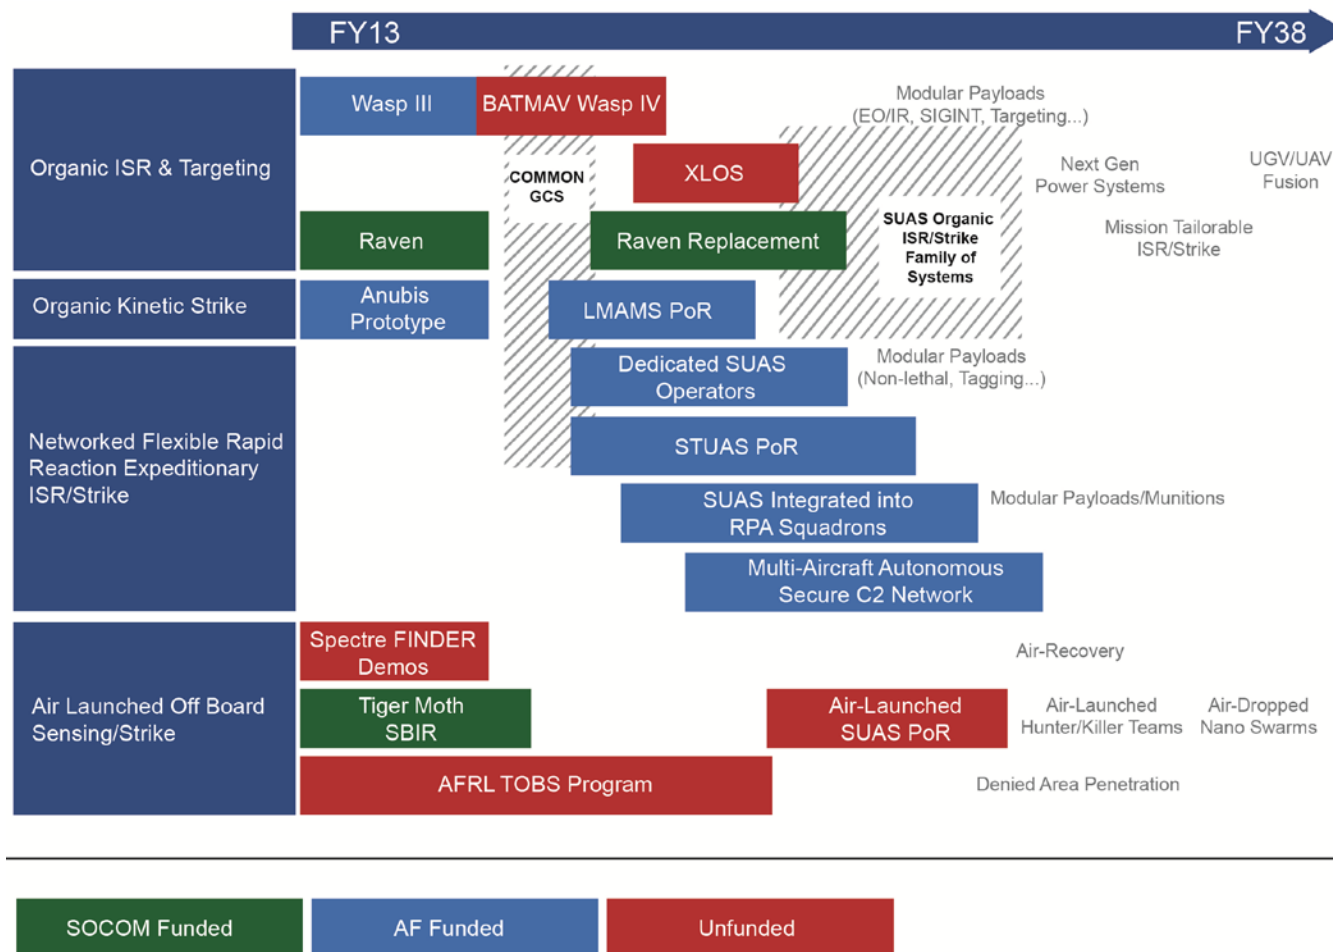 FY13
FY38
Organic ISR & Targeting
Wasp III
BATMAV Wasp IV
COMMON
GCS
XLOS
Raven
Raven Replacement
Modular Payloads
(EO/IR, SIGINT, Targeting...)
SUAS Organic
ISR/Strike
Family of
Systems
Next Gen
Power Systems
UGV/UAV
Fusion
Mission Tailorable
ISR/Strike
Organic Kinetic Strike
Anubis
Prototype
LMAMS PoR
Networked Flexible Rapid
Reaction Expeditionary
ISR/Strike
Dedicated SUAS
Operators
Modular Payloads
(Non-lethal, Tagging...)
STUAS PoR
SUAS Integrated into
RPA Squadrons
Modular Payloads/Munitions
Multi-Aircraft Autonomous
Secure C2 Network
Air Launched Off Board
Sensing/Strike
Spectre FINDER
Demos
Air-Recovery
Tiger Moth
SBIR
Air-Launched
SUAS PoR
Air-Launched
Hunter/Killer Teams
Air-Dropped
Nano Swarms
AFRL TOBS Program
Denied Area Penetration
SOCOM Funded
AF Funded
Unfunded